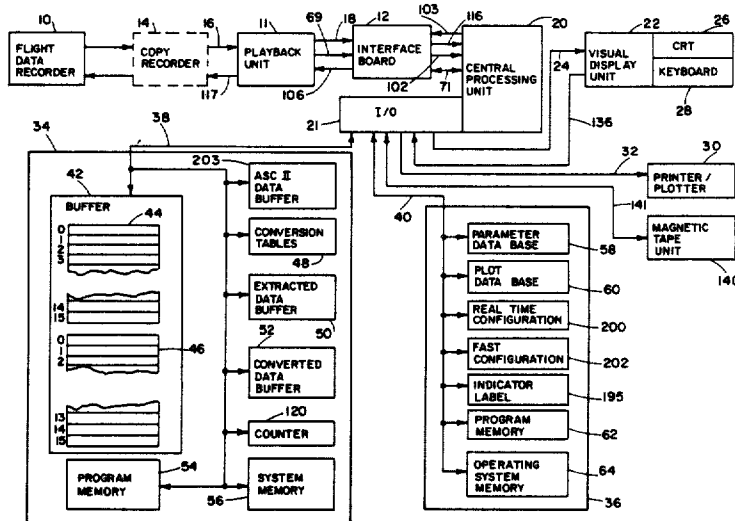 10
FLIGHT
DATA
RECORDER
14
COPY
RECORDER
16
117
11
PLAYBACK
UNIT
69
18
106
12
INTERFACE
BOARD
103
116
102
71
20
CENTRAL
PROCESSING
UNIT
I/O
21
24
136
22
VISUAL
DISPLAY
UNIT
CRT
26
KEYBOARD
28
32
30
PRINTER/
PLOTTER
141
MAGNETIC
TAPE
UNIT
140
34
38
42
BUFFER
44
0
1
2
3
14
15
0
1
2
46
13
14
15
PROGRAM
MEMORY
54
203
ASC II
DATA
BUFFER
CONVERSION
TABLES
48
EXTRACTED
DATA
BUFFER
50
52
CONVERTED
DATA
BUFFER
120
COUNTER
SYSTEM
MEMORY
56
40
PARAMETER
DATA BASE
58
PLOT
DATA BASE
60
REAL TIME
CONFIGURATION
200
FAST
CONFIGURATION
202
INDICATOR
LABEL
195
PROGRAM
MEMORY
62
OPERATING
SYSTEM
MEMORY
64
36